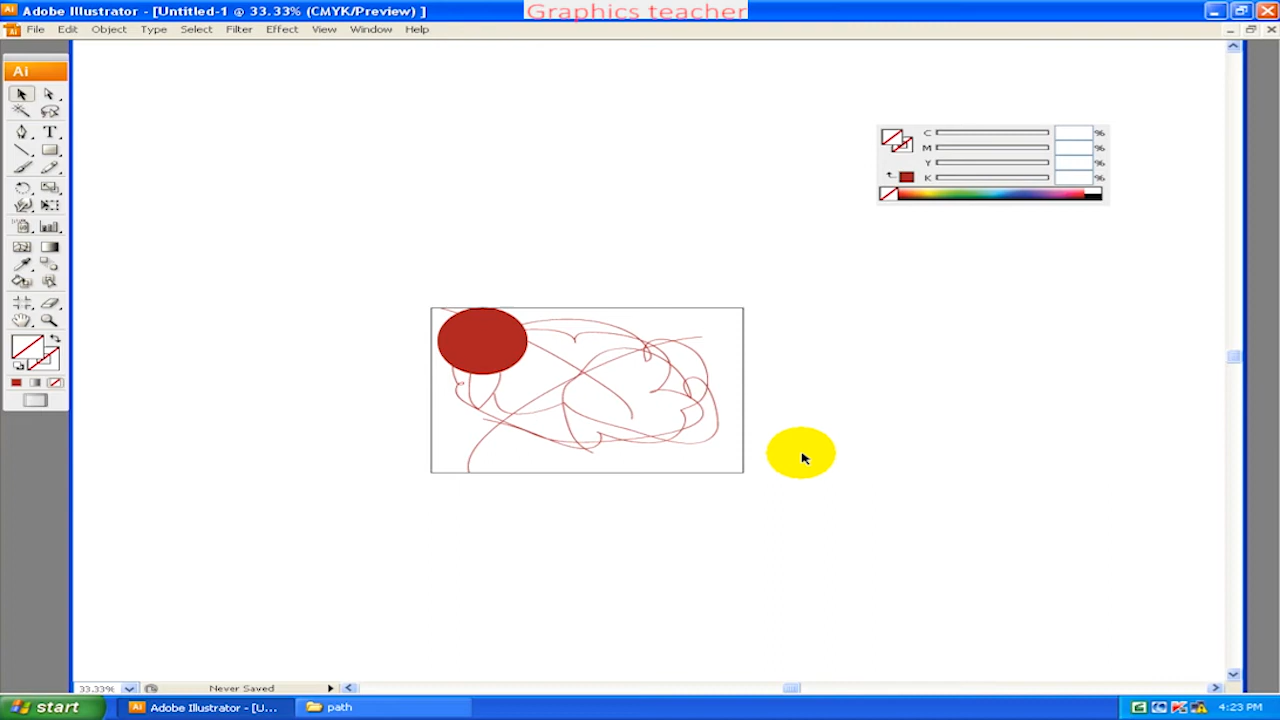 Adobe Illustrator - [Untitled-1 @ 33.33% (CMYK/Preview) ]
Graphics teacher
File Edit Object Type Select Filter Effect View Window Help
Ai
C %
M %
Y %
K %
33.33% Never Saved
start Adobe Illustrator - [U... path 4:23 PM